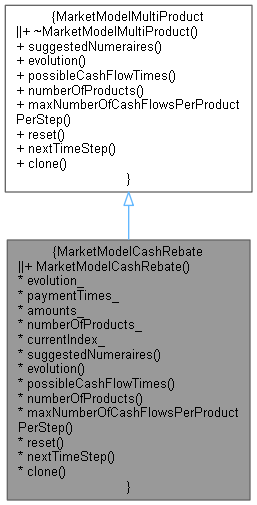 {MarketModelMultiProduct
||+ ~MarketModelMultiProduct()
+ suggestedNumeraires()
+ evolution()
+ possibleCashFlowTimes()
+ numberOfProducts()
+ maxNumberOfCashFlowsPerProduct
PerStep()
+ reset()
+ nextTimeStep()
+ clone()
}
{MarketModelCashRebate
||+ MarketModelCashRebate()
* evolution_
* paymentTimes_
* amounts_
* numberOfProducts_
* currentIndex_
* suggestedNumeraires()
* evolution()
* possibleCashFlowTimes()
* numberOfProducts()
* maxNumberOfCashFlowsPerProduct
PerStep()
* reset()
* nextTimeStep()
* clone()
}